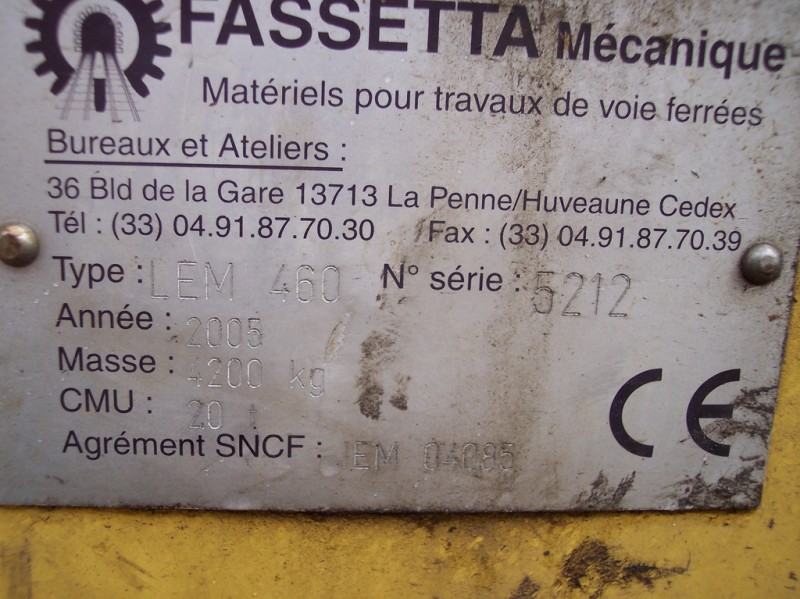 FASSETTA Mécanique
Matériels pour travaux de voie ferrées
Bureaux et Ateliers :
36 Bld de la Gare 13713 La Penne/Huveaune Cedex
Tél : (33) 04.91.87.70.30 Fax : (33) 04.91.87.70.39
Type : LEM 460 N° série : 5212
Année : 2005
Masse : 4200 kg
CMU : 20 t
Agrément SNCF : IEM 04085
CE